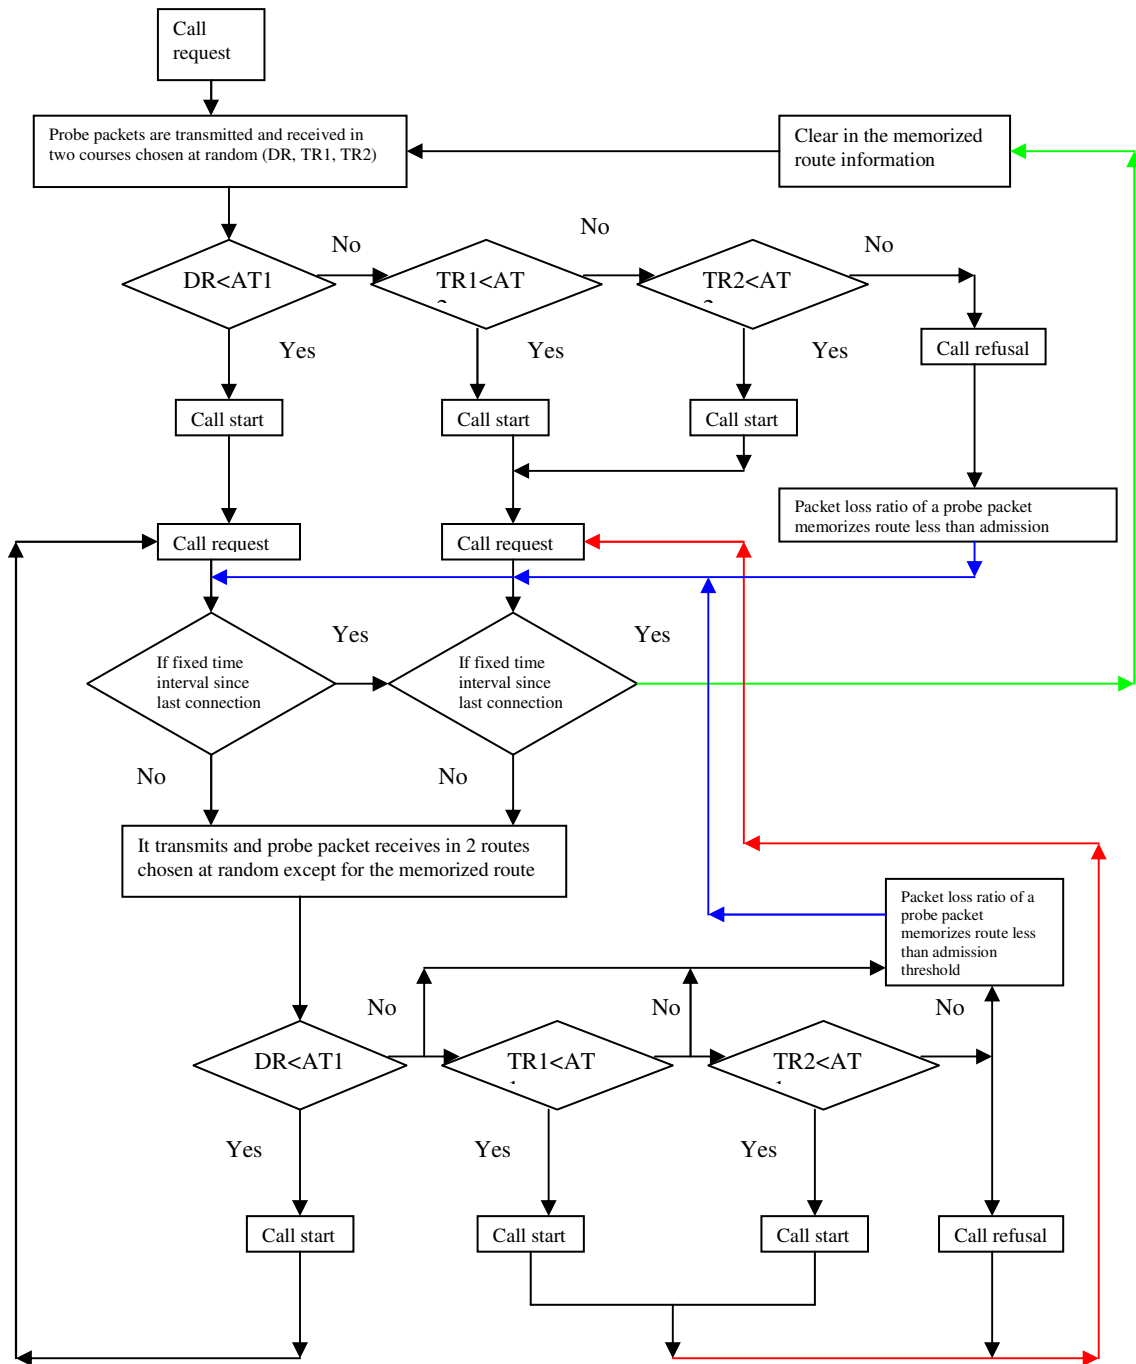 Call
request
Probe packets are transmitted and received in
two courses chosen at random (DR, TR1, TR2)
Clear in the memorized
route information
No
No
No
DR<AT1
TR1<AT
TR2<AT
Yes
Yes
Yes
Call refusal
Call start
Call start
Call start
Packet loss ratio of a probe packet
memorizes route less than admission
Call request
Call request
Yes
Yes
If fixed time
interval since
last connection
If fixed time
interval since
last connection
No
No
It transmits and probe packet receives in 2 routes
chosen at random except for the memorized route
Packet loss ratio of a
probe packet
memorizes route less
than admission
threshold
No
No
No
DR<AT1
TR1<AT
TR2<AT
Yes
Yes
Yes
Call start
Call start
Call start
Call refusal